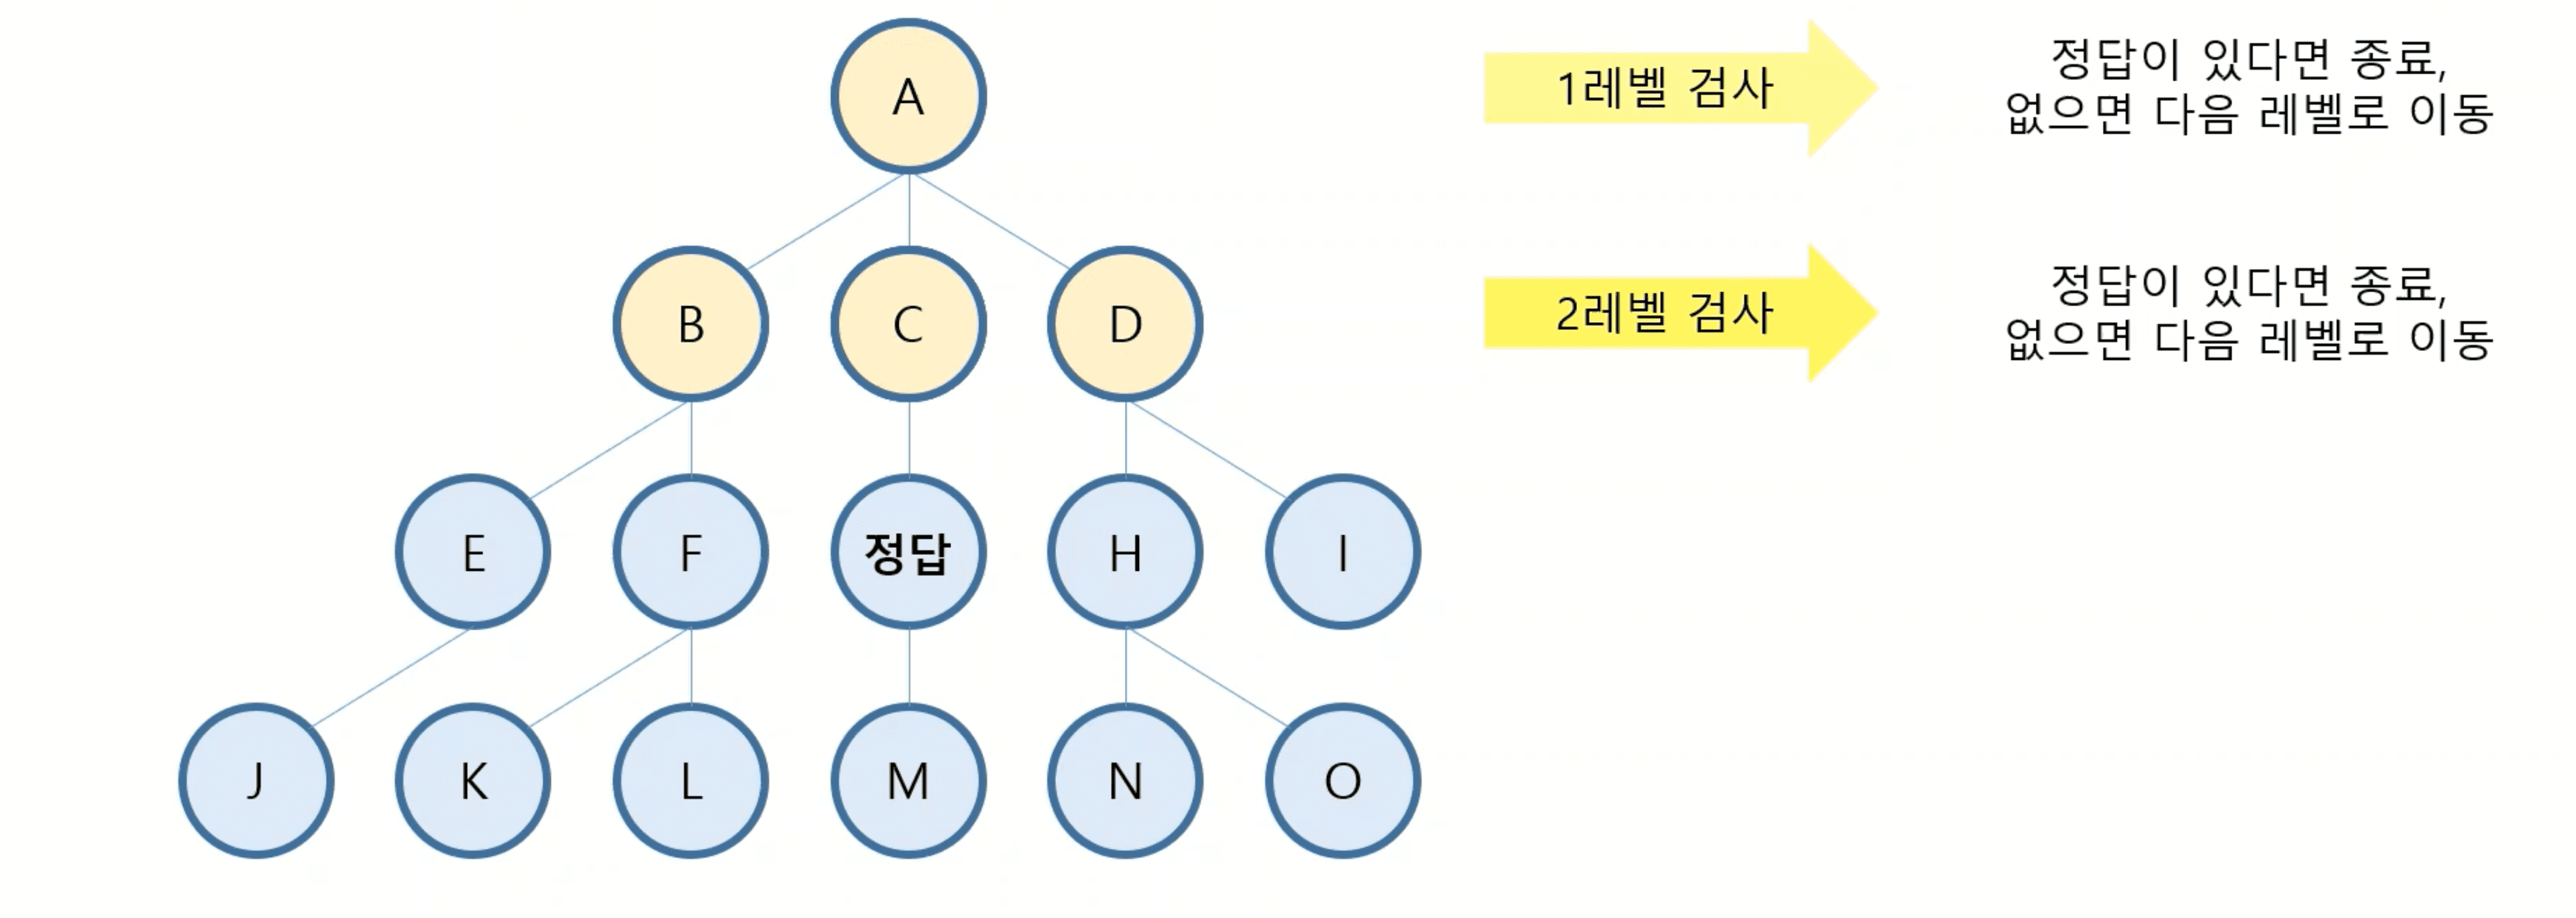 A
1레벨 검사
정답이 있다면 종료,
없으면 다음 레벨로 이동
B
C
D
2레벨 검사
정답이 있다면 종료,
없으면 다음 레벨로 이동
E
F
정답
H
I
J
K
L
M
N
O